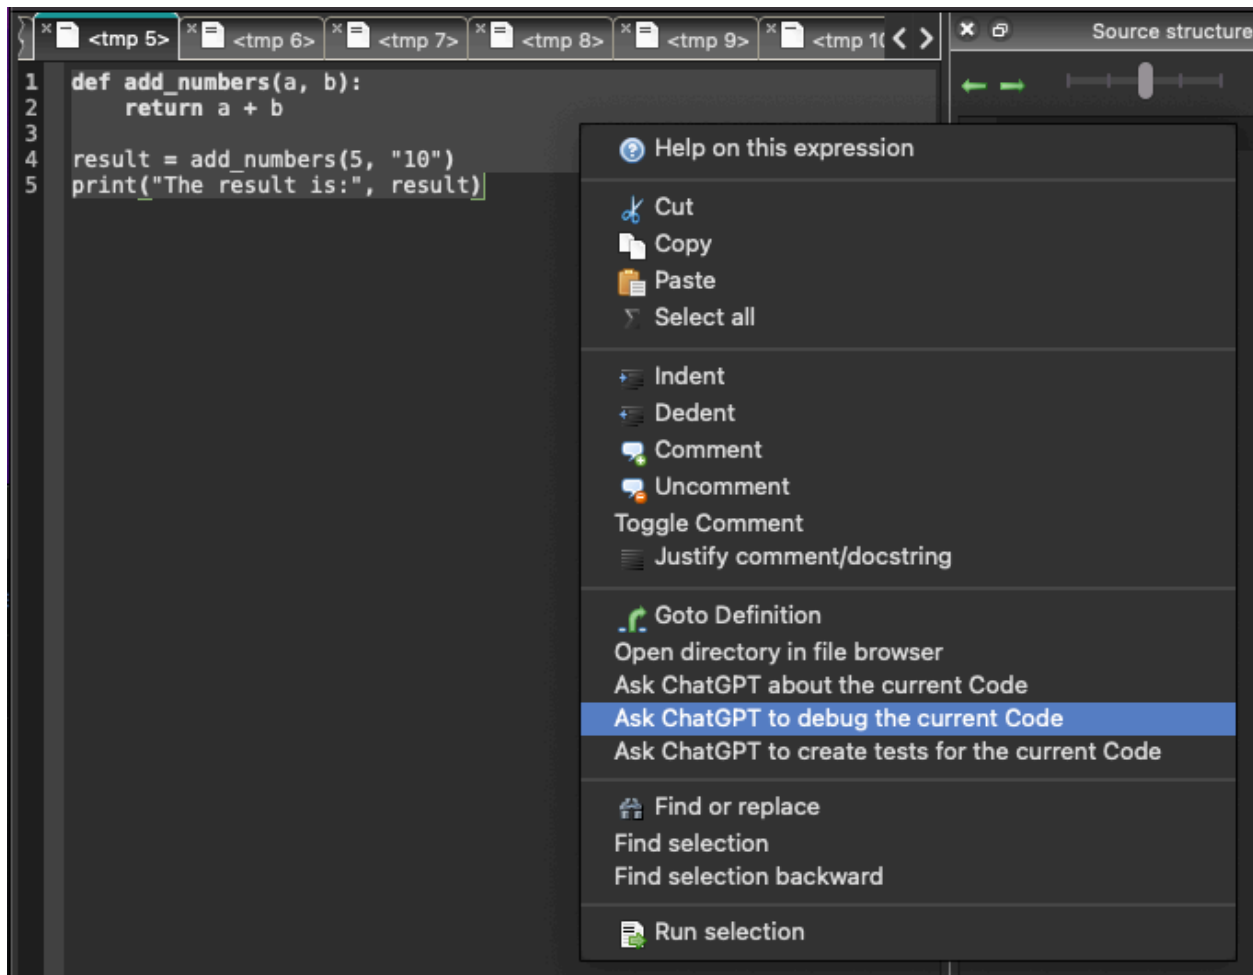 <tmp 5> <tmp 6> <tmp 7> <tmp 8> <tmp 9> <tmp 10 Source structure
1 def add_numbers(a, b):
2     return a + b
3
4 result = add_numbers(5, "10")
5 print("The result is:", result)
Help on this expression
Cut
Copy
Paste
Select all
Indent
Dedent
Comment
Uncomment
Toggle Comment
Justify comment/docstring
Goto Definition
Open directory in file browser
Ask ChatGPT about the current Code
Ask ChatGPT to debug the current Code
Ask ChatGPT to create tests for the current Code
Find or replace
Find selection
Find selection backward
Run selection